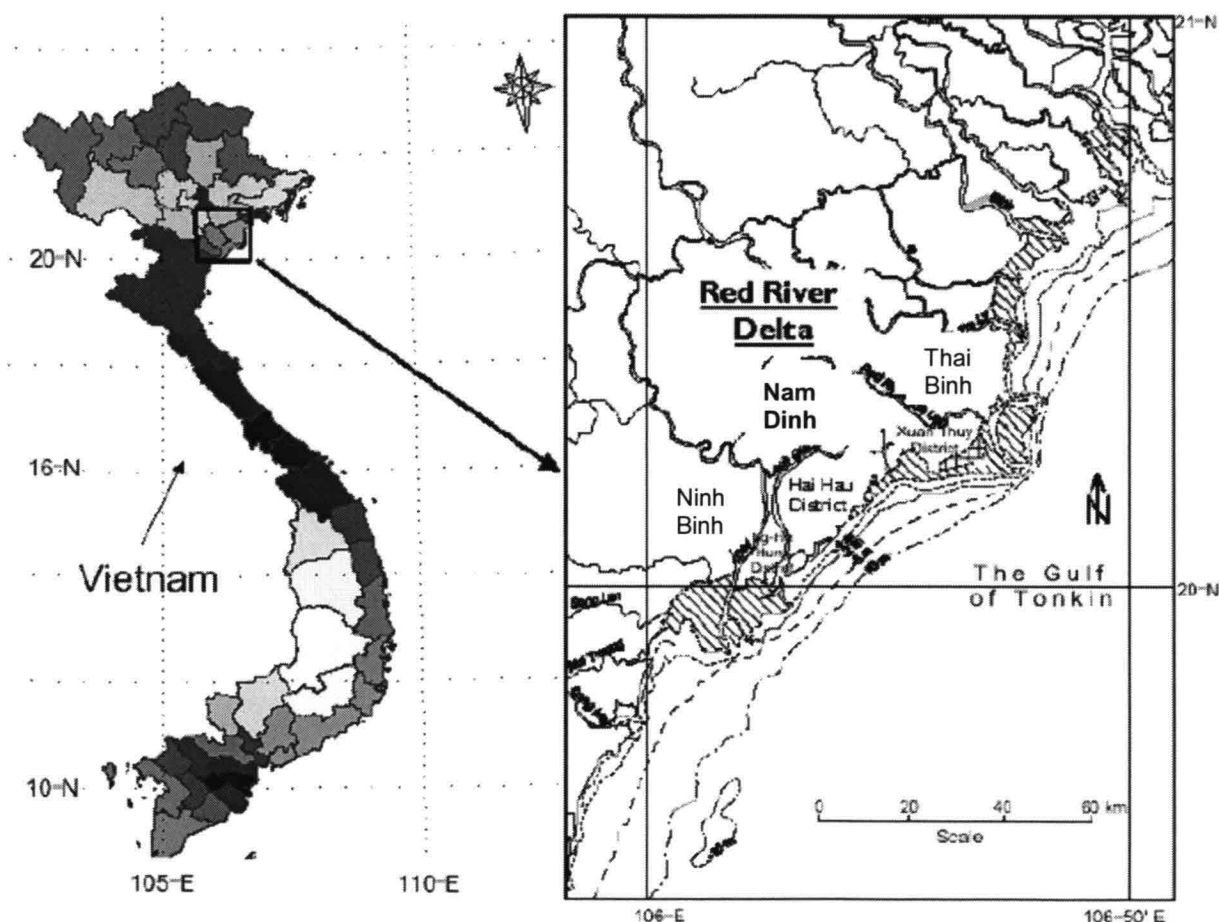 20-N
16-N
Vietnam
10-N
105-E
110-E
21-N
Red River
Delta
Thai
Binh
Nam
Dinh
Xuan Thuy
District
Hai Hau
District
Ninh
Binh
The Gulf
of Tonkin
N
20-N
0
20
40
60 km
Scale
106-E
106-50' E